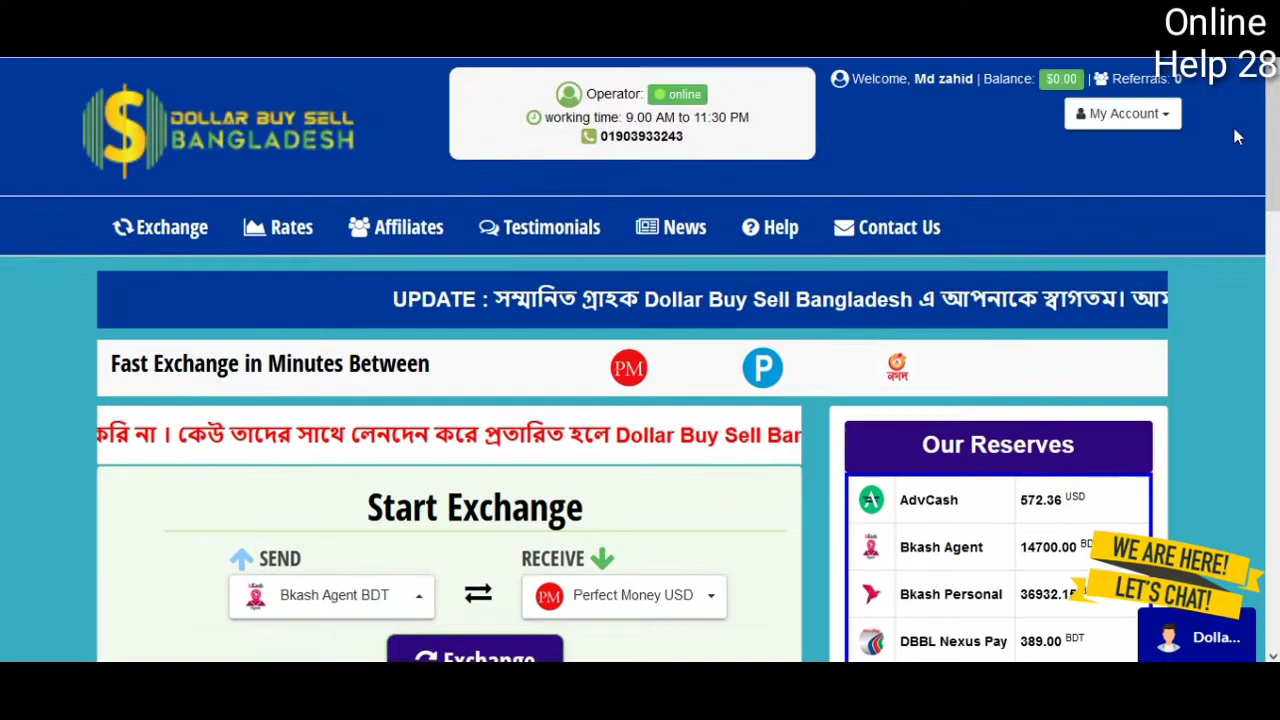 Online
Help 28
DOLLAR BUY SELL
BANGLADESH
Operator: online
working time: 9.00 AM to 11:30 PM
01903933243
Welcome, Md zahid | Balance: $0.00 | Referrals: 0
My Account
Exchange Rates Affiliates Testimonials News Help Contact Us
UPDATE : সম্মানিত গ্রাহক Dollar Buy Sell Bangladesh এ আপনাকে স্বাগতম।
Fast Exchange in Minutes Between
PM P নগদ
করি না । কেউ তাদের সাথে লেনদেন করে প্রতারিত হলে Dollar Buy Sell
Our Reserves
Start Exchange
AdvCash 572.36 USD
Bkash Agent 14700.00
Bkash Personal
DBBL Nexus Pay 389.00 BDT
SEND RECEIVE
Bkash Agent BDT PM Perfect Money USD
Exchange
WE ARE HERE!
LET'S CHAT!
Dolla...